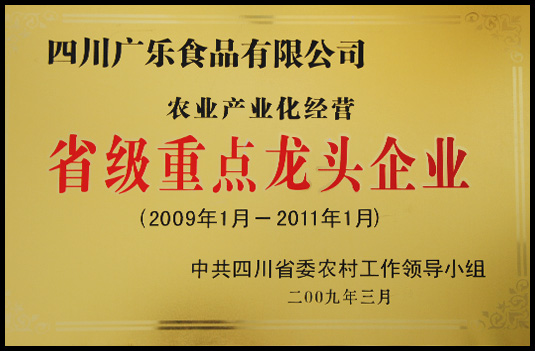 四川广乐食品有限公司
农业产业化经营
省级重点龙头企业
(2009年1月－2011年1月)
中共四川省委农村工作领导小组
二00九年三月